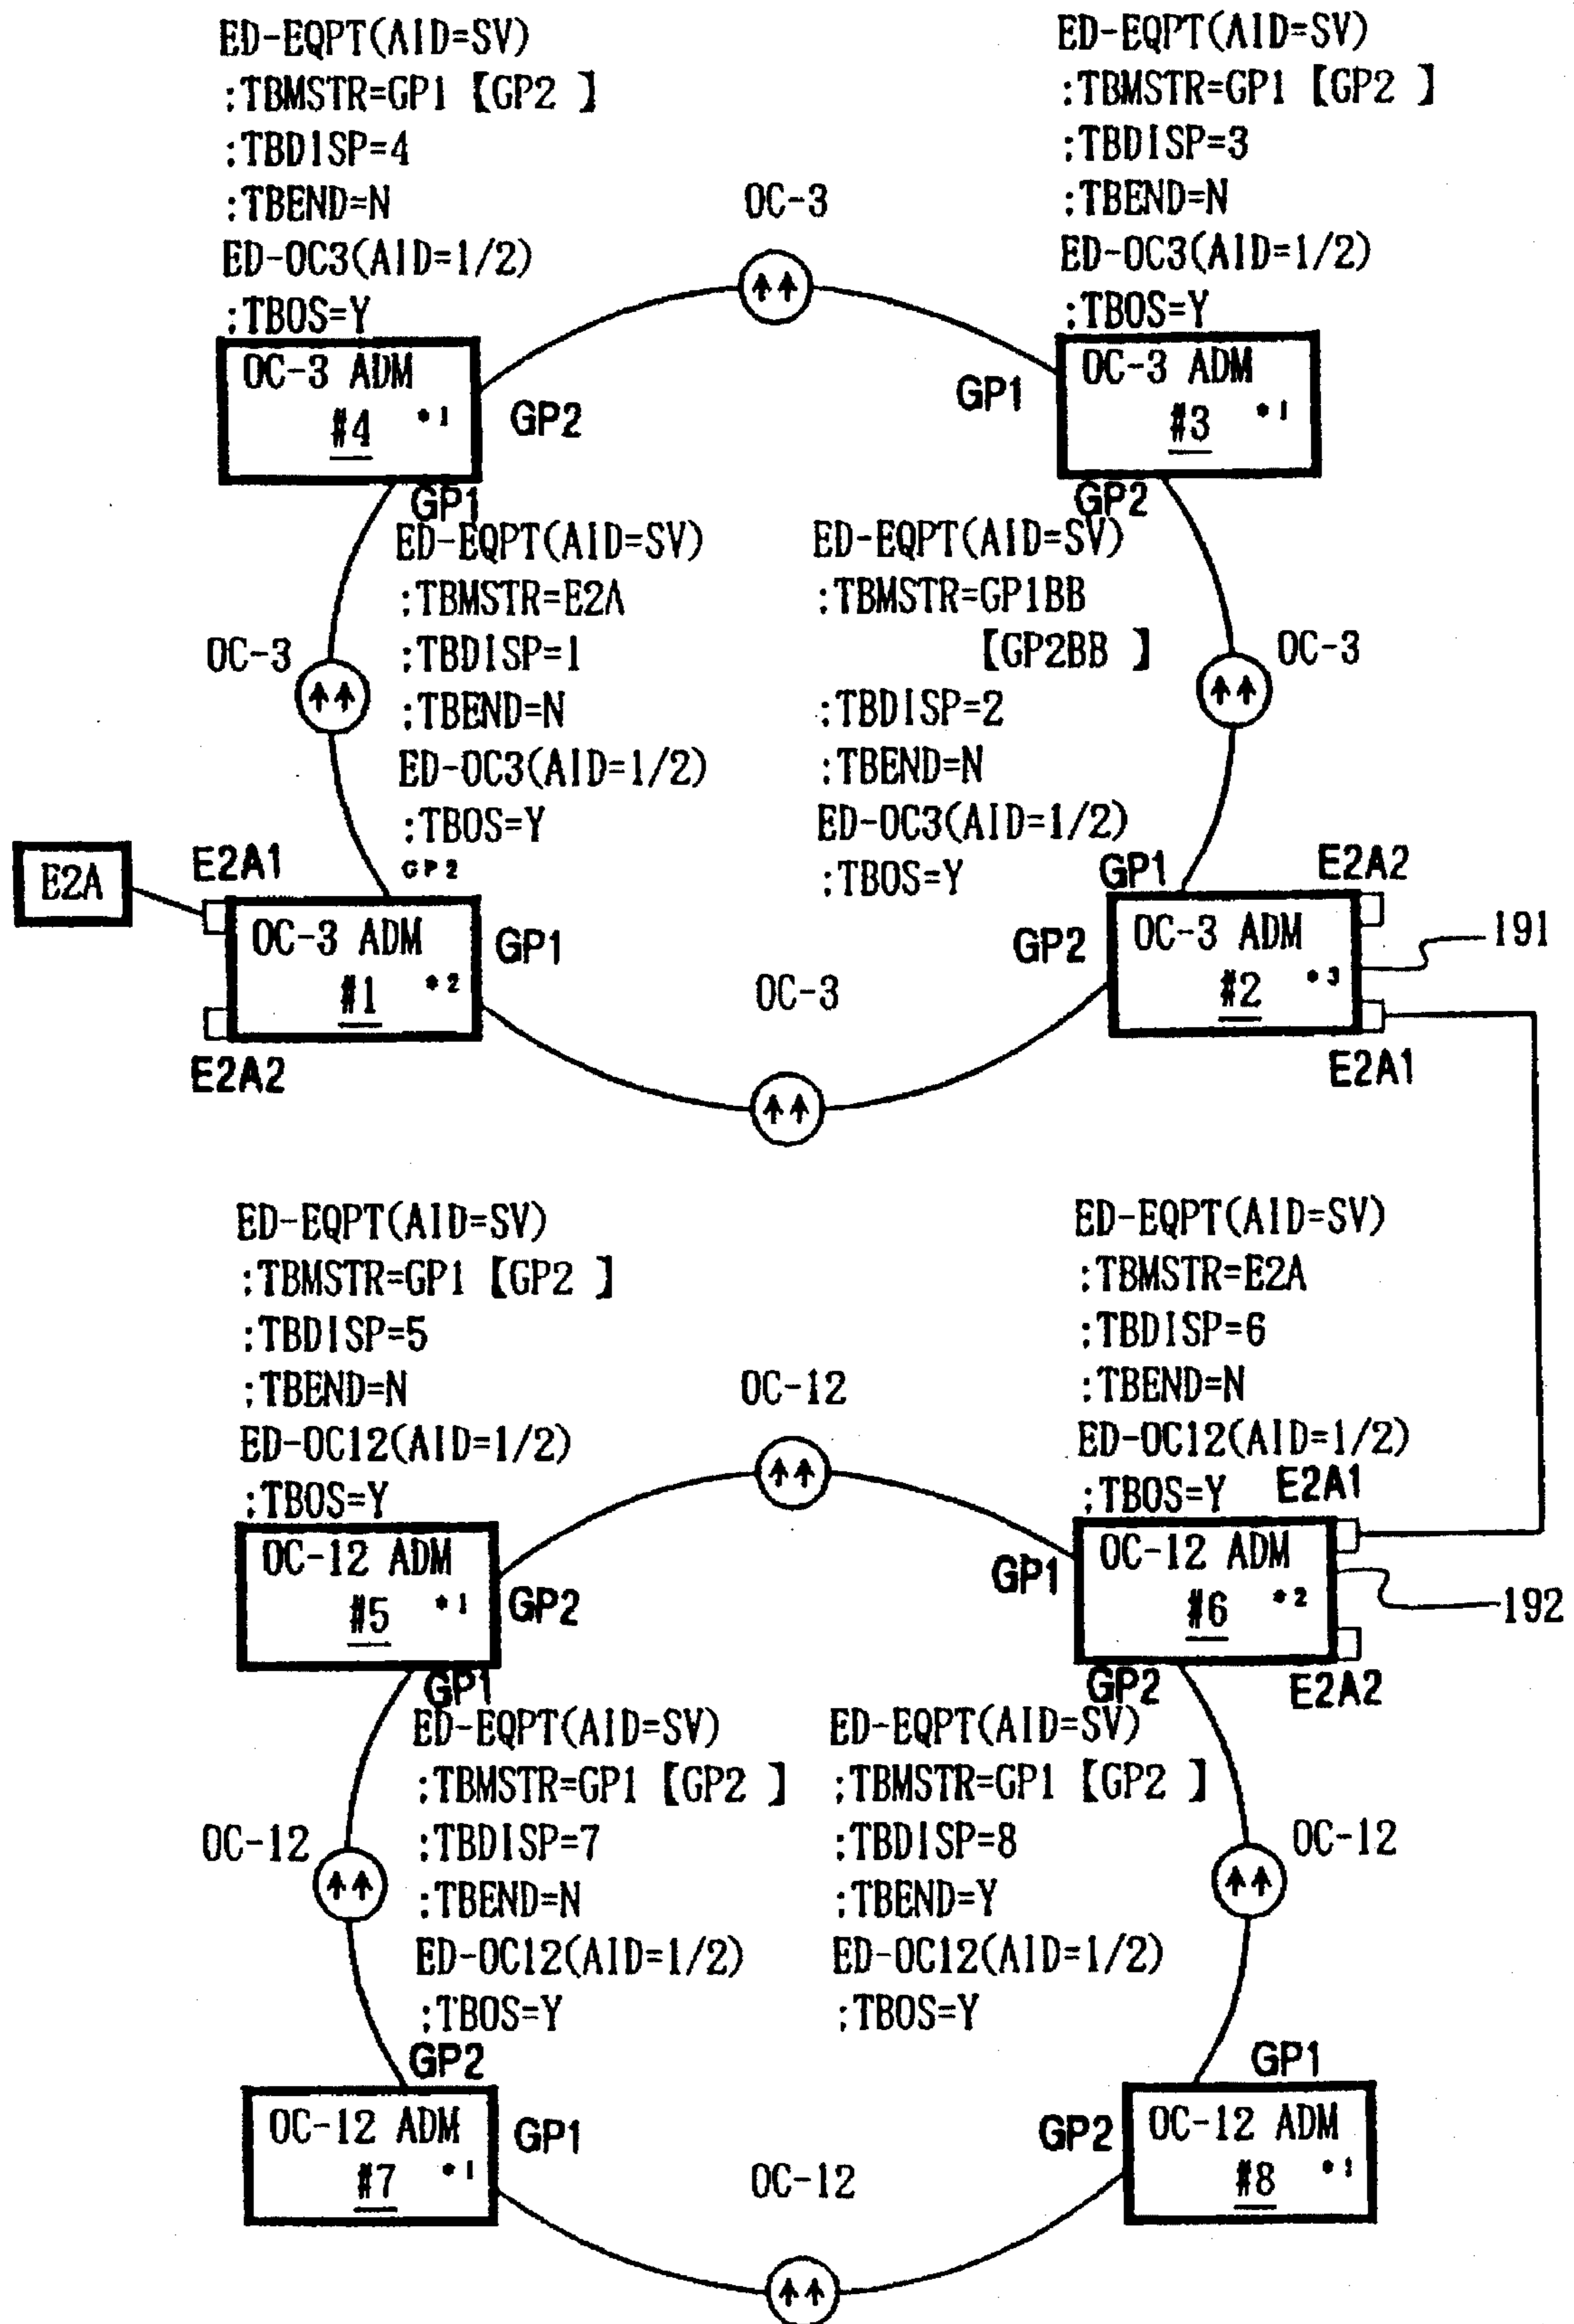 ED-EQPT(AID=SV)
:TBMSTR=GP1【GP2 】
:TBDISP=4
:TBEND=N
ED-OC3(AID=1/2)
:TBOS=Y
ED-EQPT(AID=SV)
:TBMSTR=GP1【GP2 】
:TBDISP=3
:TBEND=N
ED-OC3(AID=1/2)
:TBOS=Y
OC-3
OC-3 ADM
#4 *1
GP2
GP1
GP1
OC-3 ADM
#3 *1
GP2
ED-EQPT(AID=SV)
:TBMSTR=E2A
:TBDISP=1
:TBEND=N
ED-OC3(AID=1/2)
:TBOS=Y
ED-EQPT(AID=SV)
:TBMSTR=GP1BB
【GP2BB 】
:TBDISP=2
:TBEND=N
ED-OC3(AID=1/2)
:TBOS=Y
OC-3
OC-3
E2A
E2A1
GP2
OC-3 ADM
#1 *2
GP1
E2A2
OC-3
GP1
E2A2
GP2
OC-3 ADM
#2 *3
191
E2A1
ED-EQPT(AID=SV)
:TBMSTR=GP1【GP2 】
:TBDISP=5
:TBEND=N
ED-OC12(AID=1/2)
:TBOS=Y
ED-EQPT(AID=SV)
:TBMSTR=E2A
:TBDISP=6
:TBEND=N
ED-OC12(AID=1/2)
:TBOS=Y
OC-12
E2A1
OC-12 ADM
#5 *1
GP2
GP1
GP1
OC-12 ADM
#6 *2
192
GP2
E2A2
ED-EQPT(AID=SV)
:TBMSTR=GP1【GP2 】
:TBDISP=7
:TBEND=N
ED-OC12(AID=1/2)
:TBOS=Y
ED-EQPT(AID=SV)
:TBMSTR=GP1【GP2 】
:TBDISP=8
:TBEND=Y
ED-OC12(AID=1/2)
:TBOS=Y
OC-12
OC-12
GP2
OC-12 ADM
#7 *1
GP1
OC-12
GP1
GP2
OC-12 ADM
#8 *1